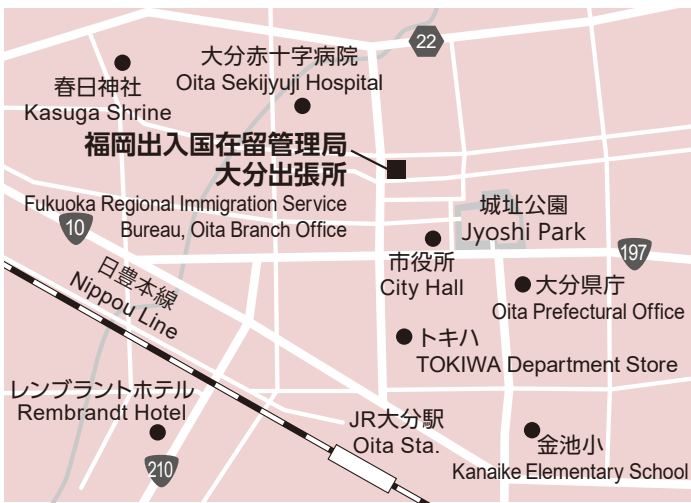 22
大分赤十字病院
Oita Sekijyuji Hospital
春日神社
Kasuga Shrine
福岡出入国在留管理局
大分出張所
Fukuoka Regional Immigration Service
Bureau, Oita Branch Office
10
城址公園
Jyoshi Park
197
市役所
City Hall
日豊本線
Nippou Line
大分県庁
Oita Prefectural Office
トキハ
TOKIWA Department Store
レンブラントホテル
Rembrandt Hotel
210
JR大分駅
Oita Sta.
金池小
Kanaike Elementary School